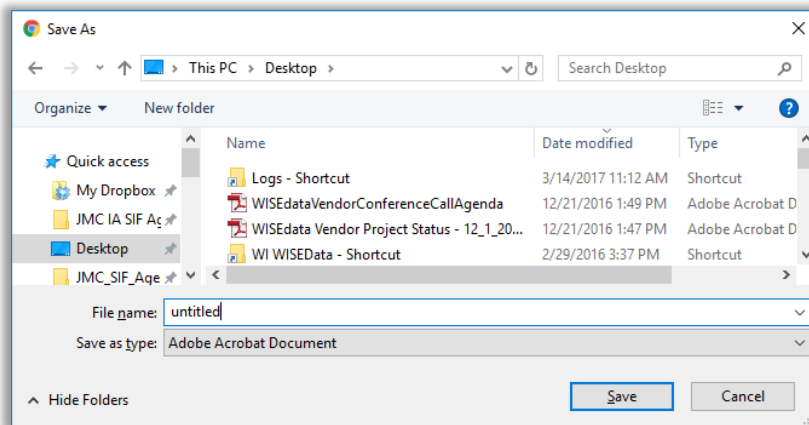 Save As
This PC > Desktop >
Search Desktop
Organize
New folder
Name
Date modified
Type
Quick access
My Dropbox
JMC IA SIF Ag
Desktop
JMC_SIF_Age
Logs - Shortcut 3/14/2017 11:12 AM Shortcut
WISEdataVendorConferenceCallAgenda 12/21/2016 1:49 PM Adobe Acrobat D
WISEdata Vendor Project Status - 12_1_20... 12/21/2016 1:47 PM Adobe Acrobat D
WI WISEData - Shortcut 2/29/2016 3:37 PM Shortcut
File name: untitled
Save as type: Adobe Acrobat Document
Hide Folders
Save
Cancel